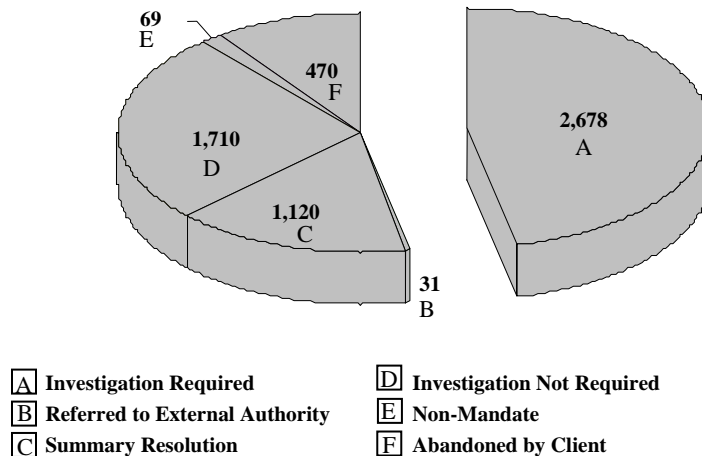 69
E
470
F
2,678
A
1,710
D
1,120
C
31
B
A Investigation Required
B Referred to External Authority
C Summary Resolution
D Investigation Not Required
E Non-Mandate
F Abandoned by Client